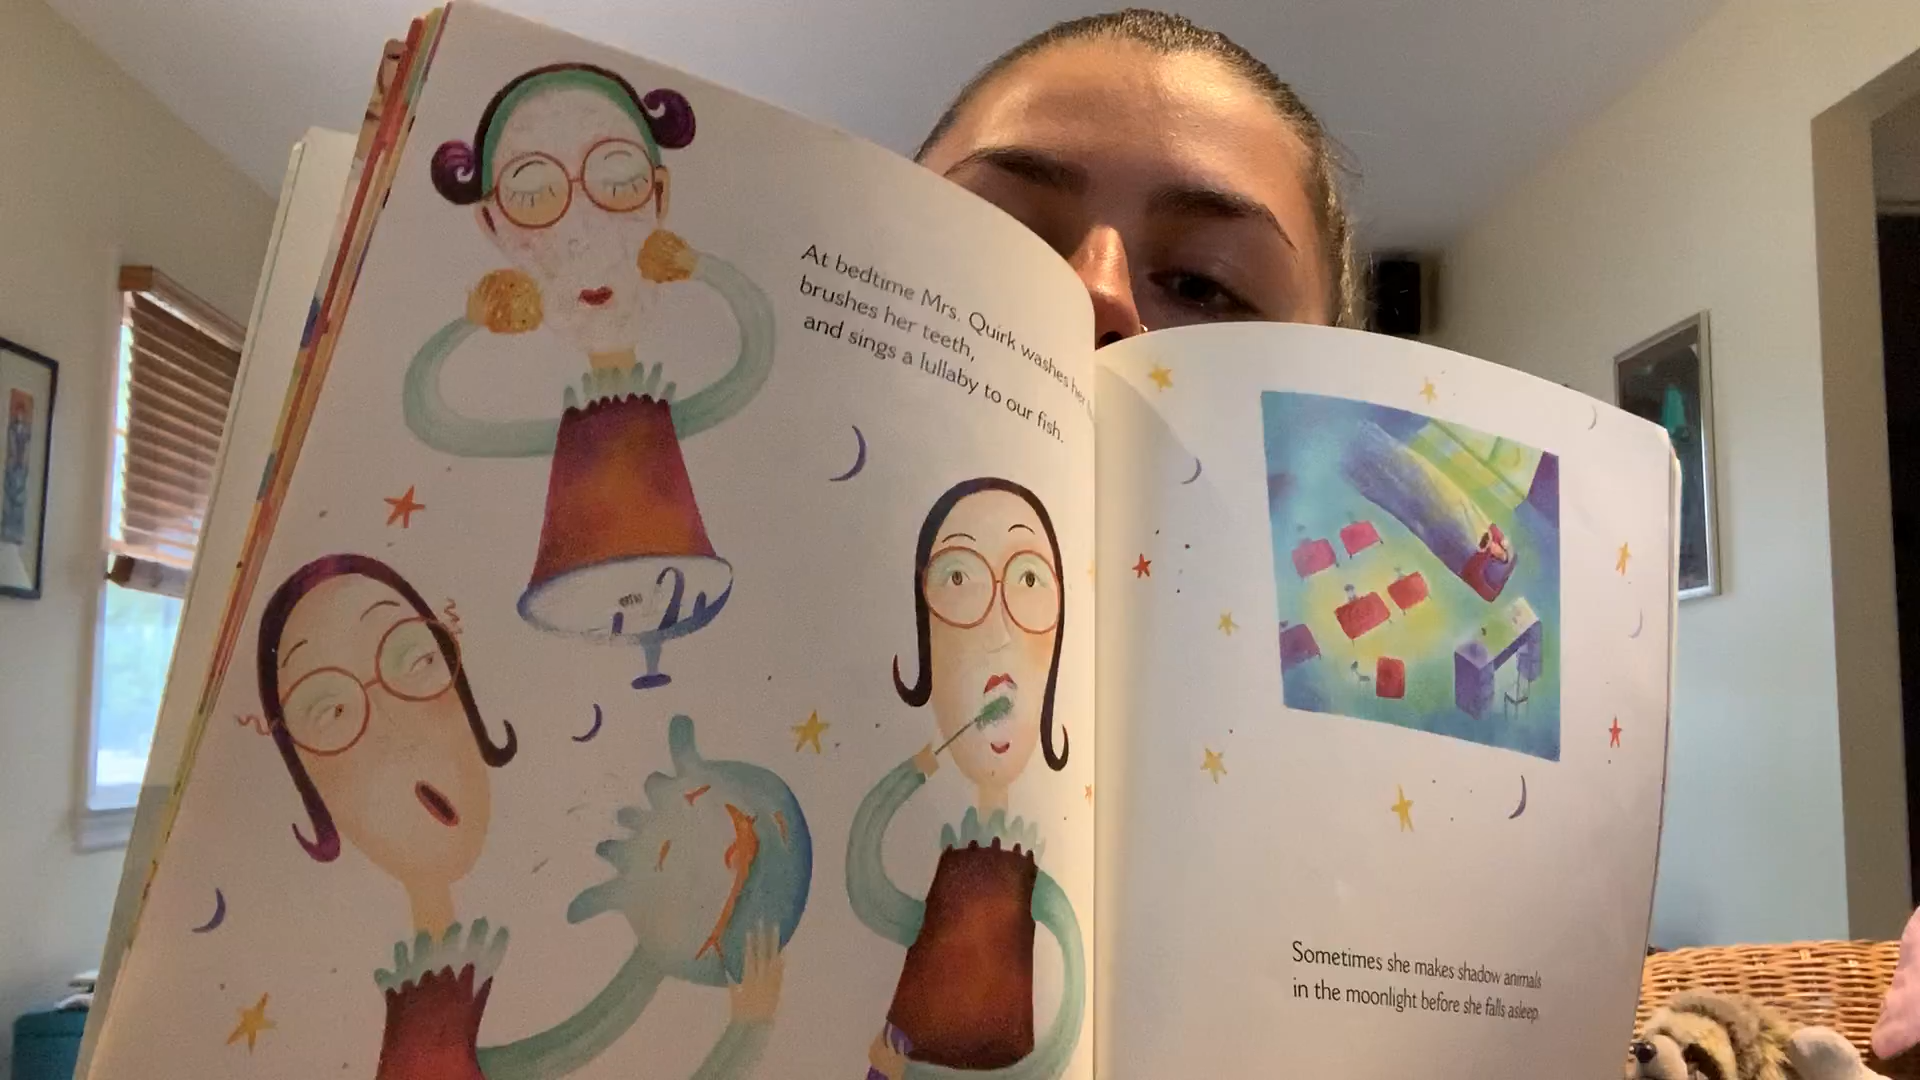 At bedtime Mrs. Quirk washes her
brushes her teeth,
and sings a lullaby to our fish.
Sometimes she makes shadow animals
in the moonlight before she falls asleep.